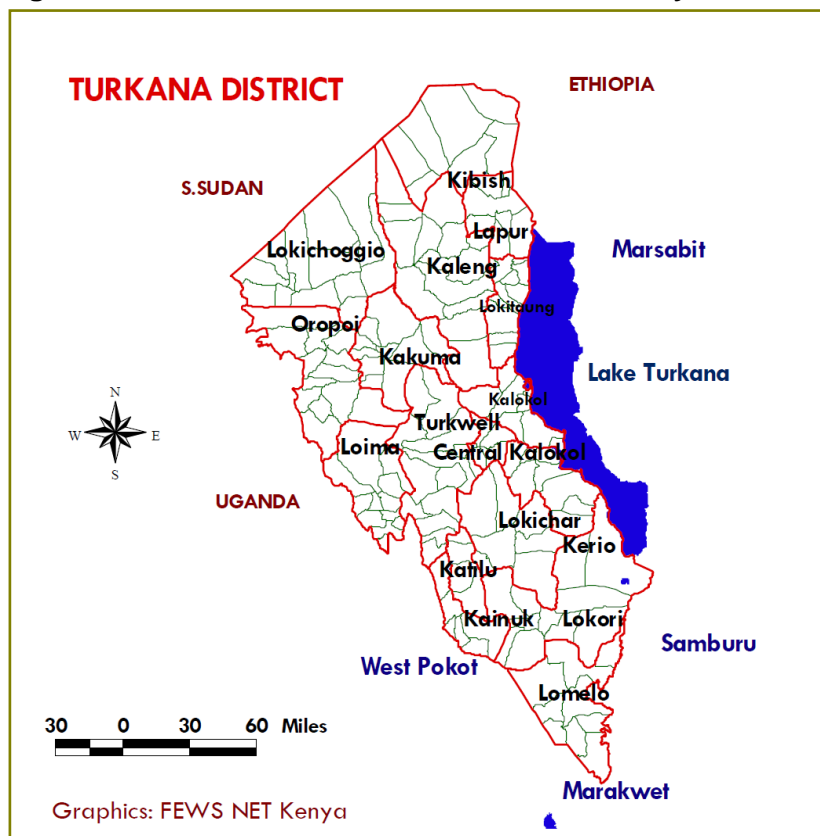 TURKANA DISTRICT
ETHIOPIA
S.SUDAN
Kibish
Lapur
Marsabit
Lokichoggio
Kaleng
Lokitaung
Oropoi
Kakuma
Lake Turkana
Kalokol
N
W E
S
Turkwell
Loima
Central Kalokol
UGANDA
Lokichar
Kerio
Katilu
Kainuk
Lokori
Samburu
West Pokot
Lomelo
30 0 30 60 Miles
Marakwet
Graphics: FEWS NET Kenya